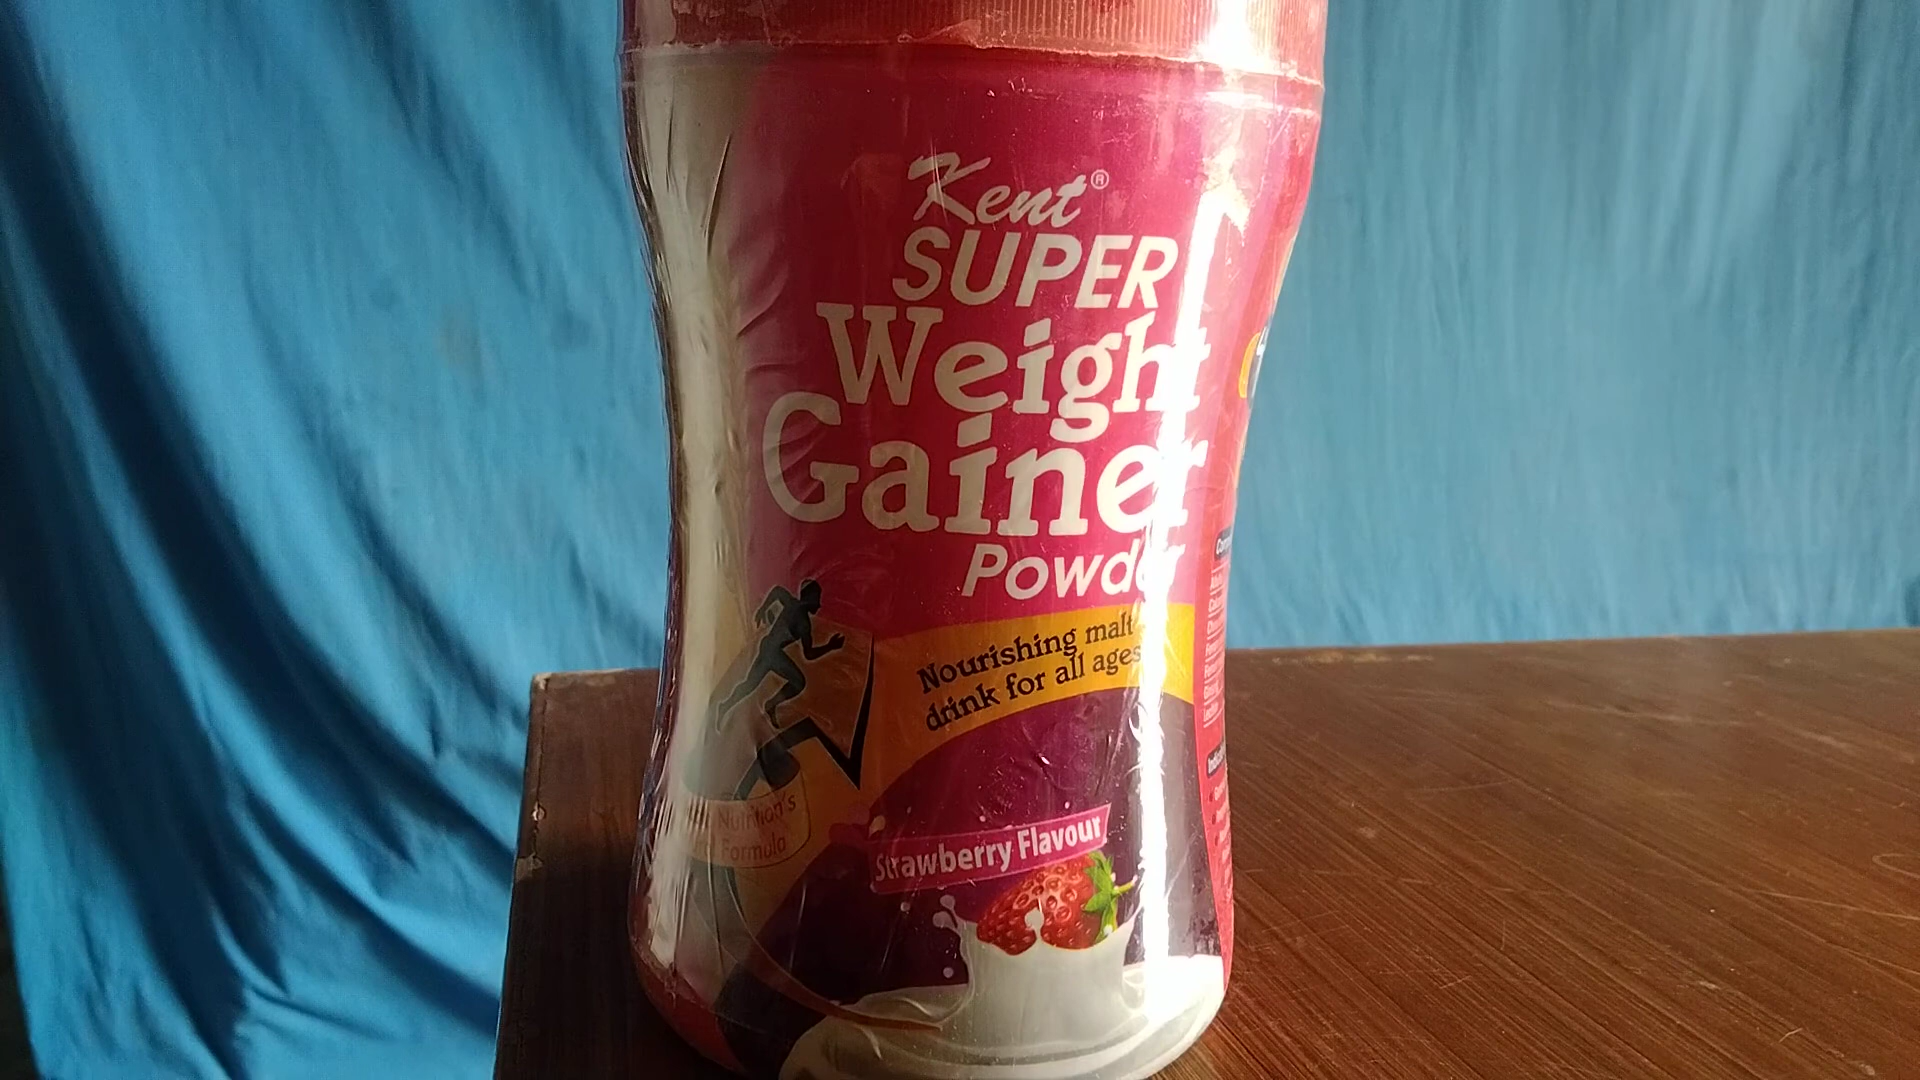 Kent®
SUPER
Weight
Gainer
Powder
Nourishing malt
drink for all ages
Nutrition's
Formula
Strawberry Flavour